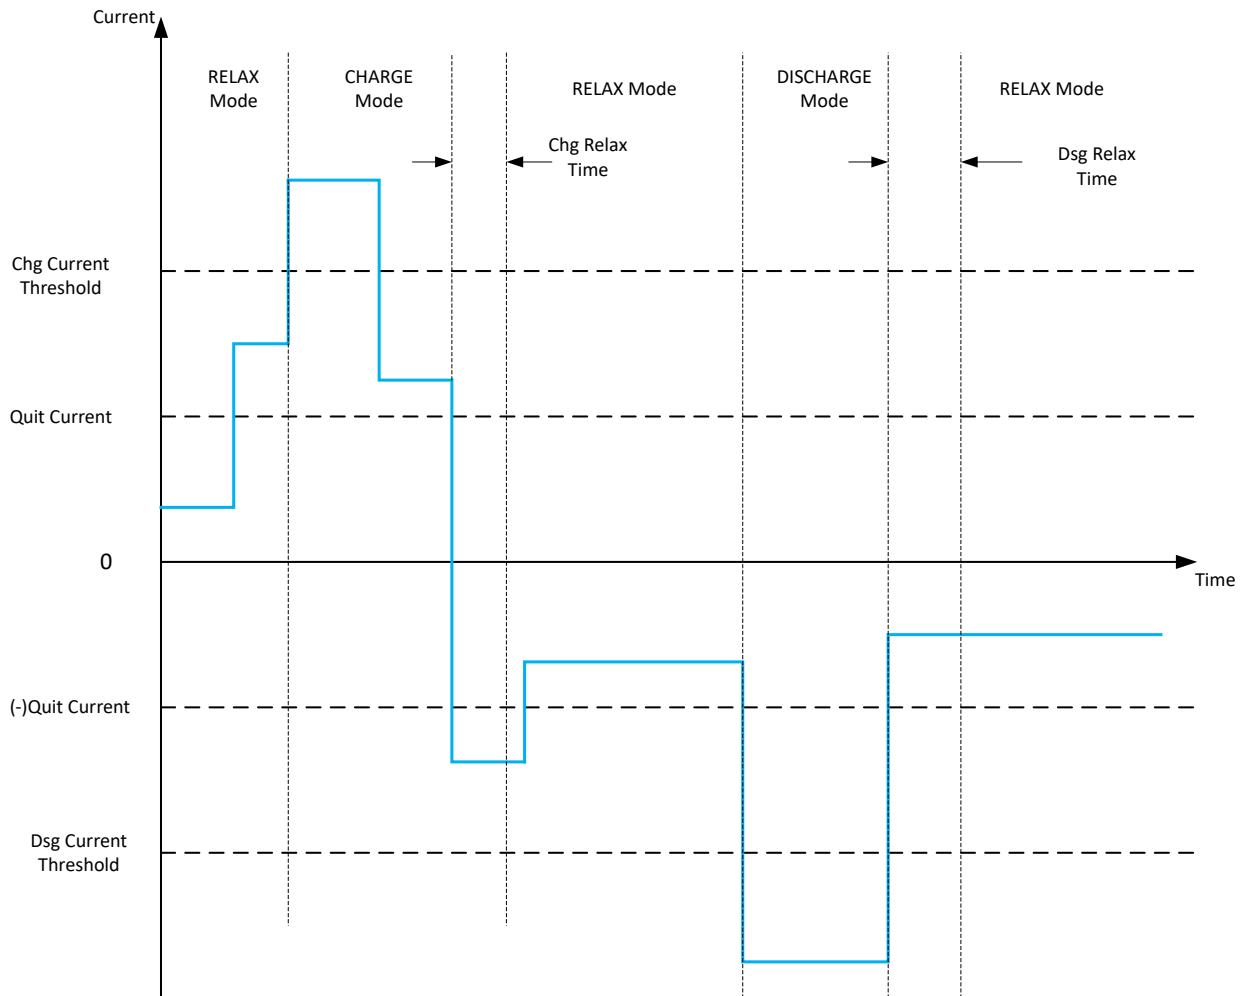 Current
RELAX
Mode
CHARGE
Mode
RELAX Mode
DISCHARGE
Mode
RELAX Mode
Chg Relax
Time
Dsg Relax
Time
Chg Current
Threshold
Quit Current
0
Time
(-)Quit Current
Dsg Current
Threshold